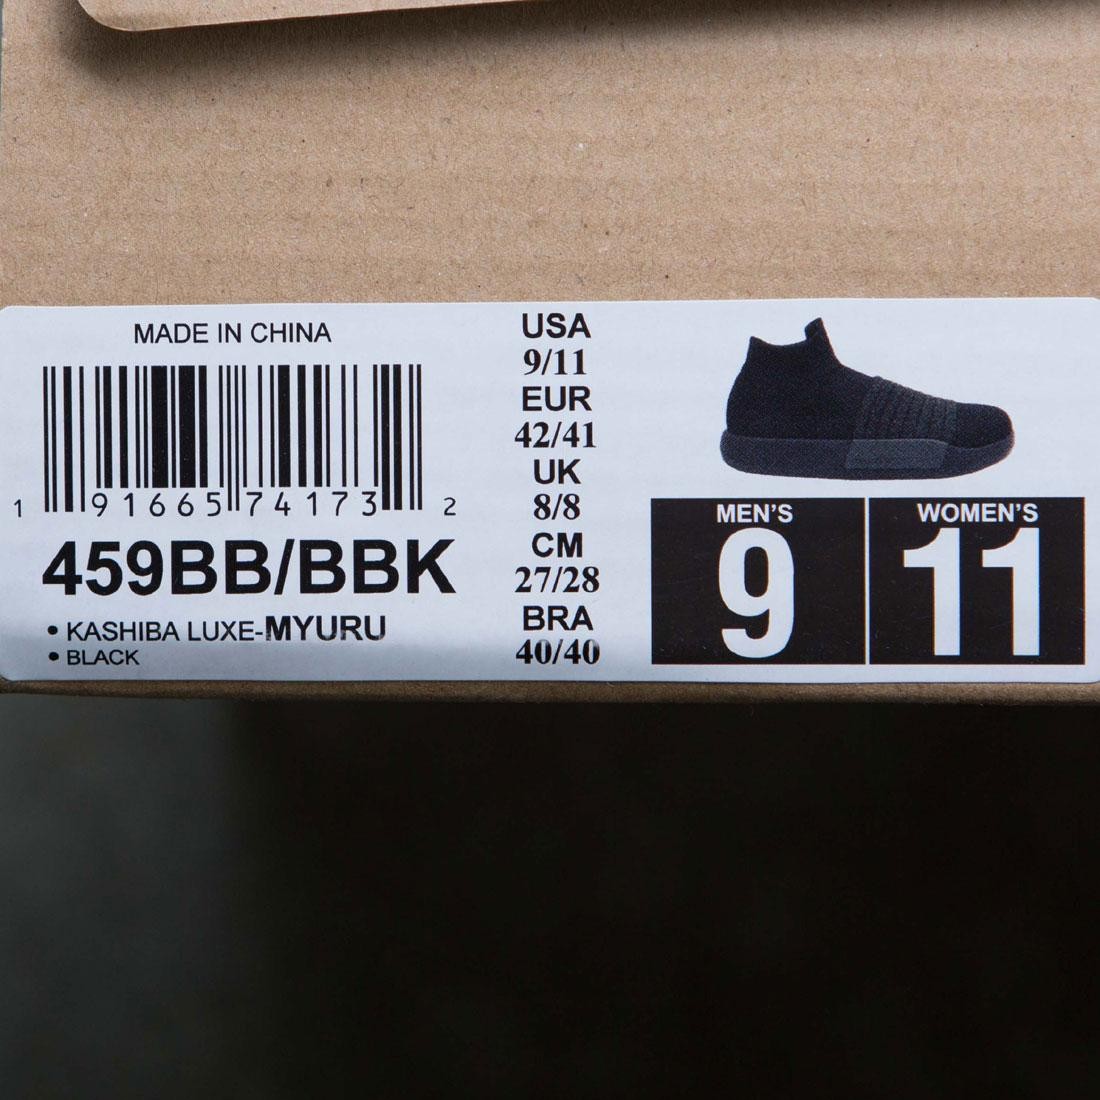 MADE IN CHINA
1 91665 74173 2
459BB/BBK
• KASHIBA LUXE-MYURU
• BLACK
USA
9/11
EUR
42/41
UK
8/8
CM
27/28
BRA
40/40
MEN'S
9
WOMEN'S
11